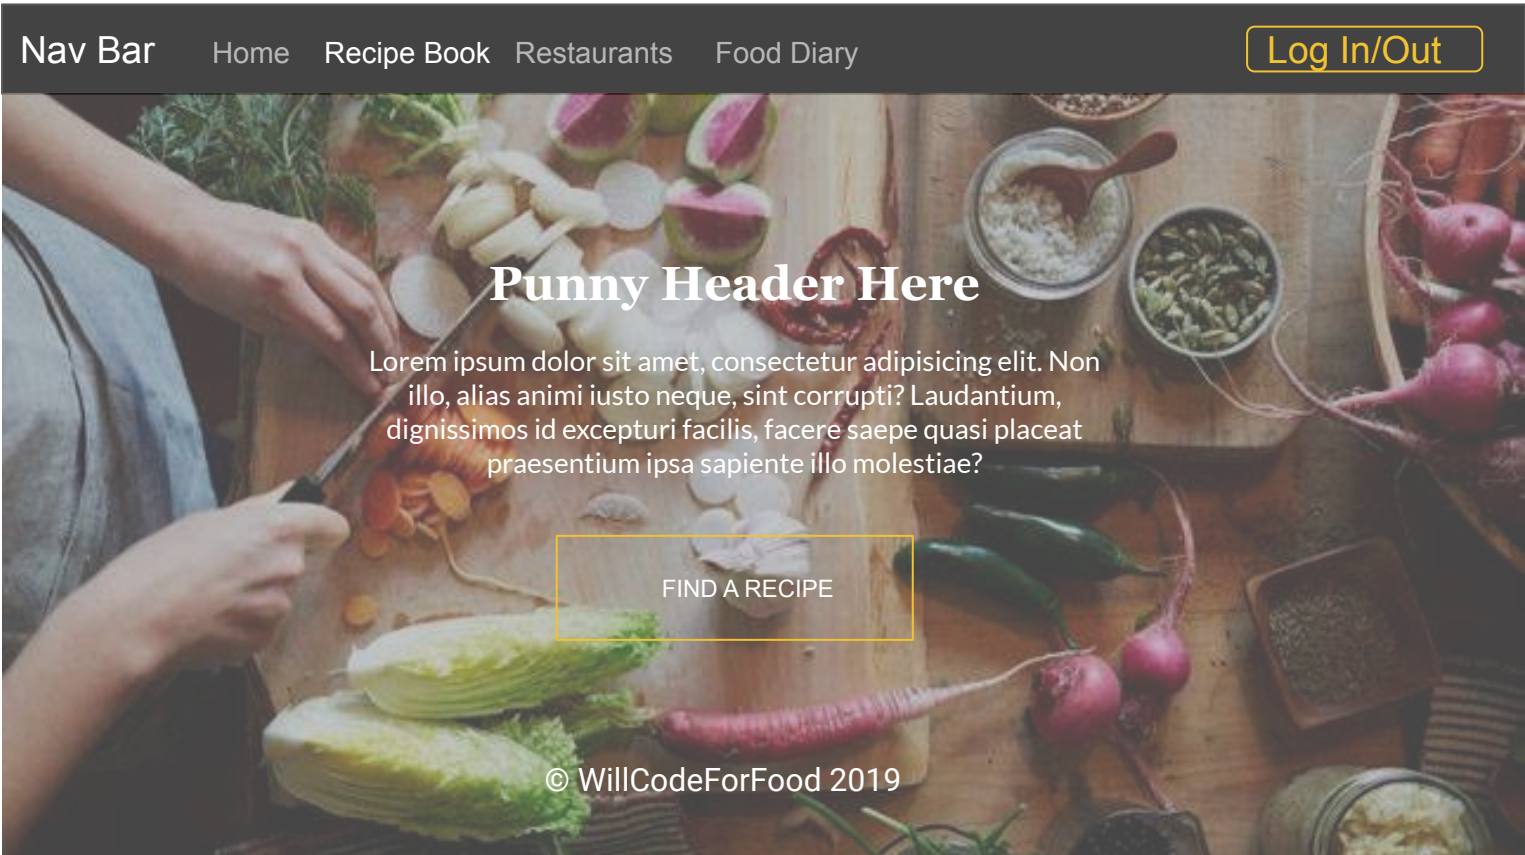 Nav Bar Home Recipe Book Restaurants Food Diary Log In/Out
Punny Header Here
Lorem ipsum dolor sit amet, consectetur adipisicing elit. Non
illo, alias animi iusto neque, sint corrupti? Laudantium,
dignissimos id excepturi facilis, facere saepe quasi placeat
praesentium ipsa sapiente illo molestiae?
FIND A RECIPE
© WillCodeForFood 2019